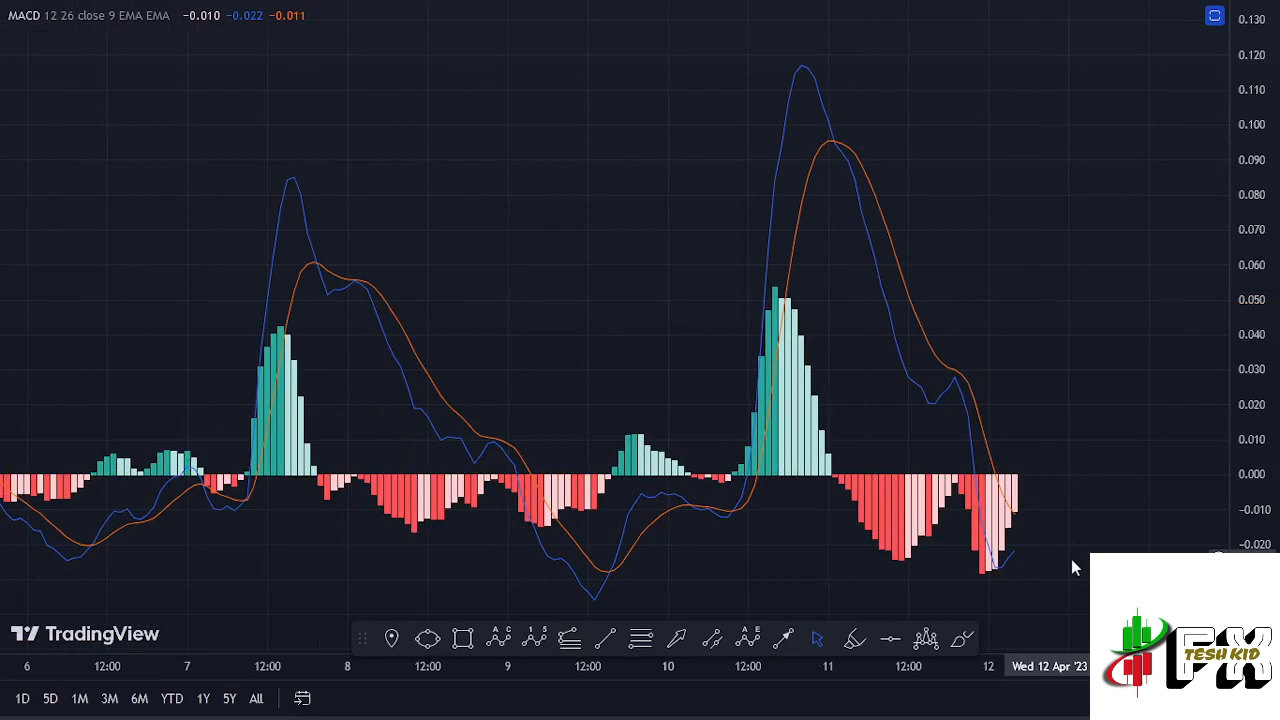 MACD 12 26 close 9 EMA EMA −0.010 −0.022 −0.011
0.130
0.120
0.110
0.100
0.090
0.080
0.070
0.060
0.050
0.040
0.030
0.020
0.010
0.000
−0.010
−0.020
TradingView
A C
1 5
A E
6 12:00 7 12:00 8 12:00 9 12:00 10 12:00 11 12:00 12 Wed 12 Apr '23
1D 5D 1M 3M 6M YTD 1Y 5Y All
FX
TESH KID